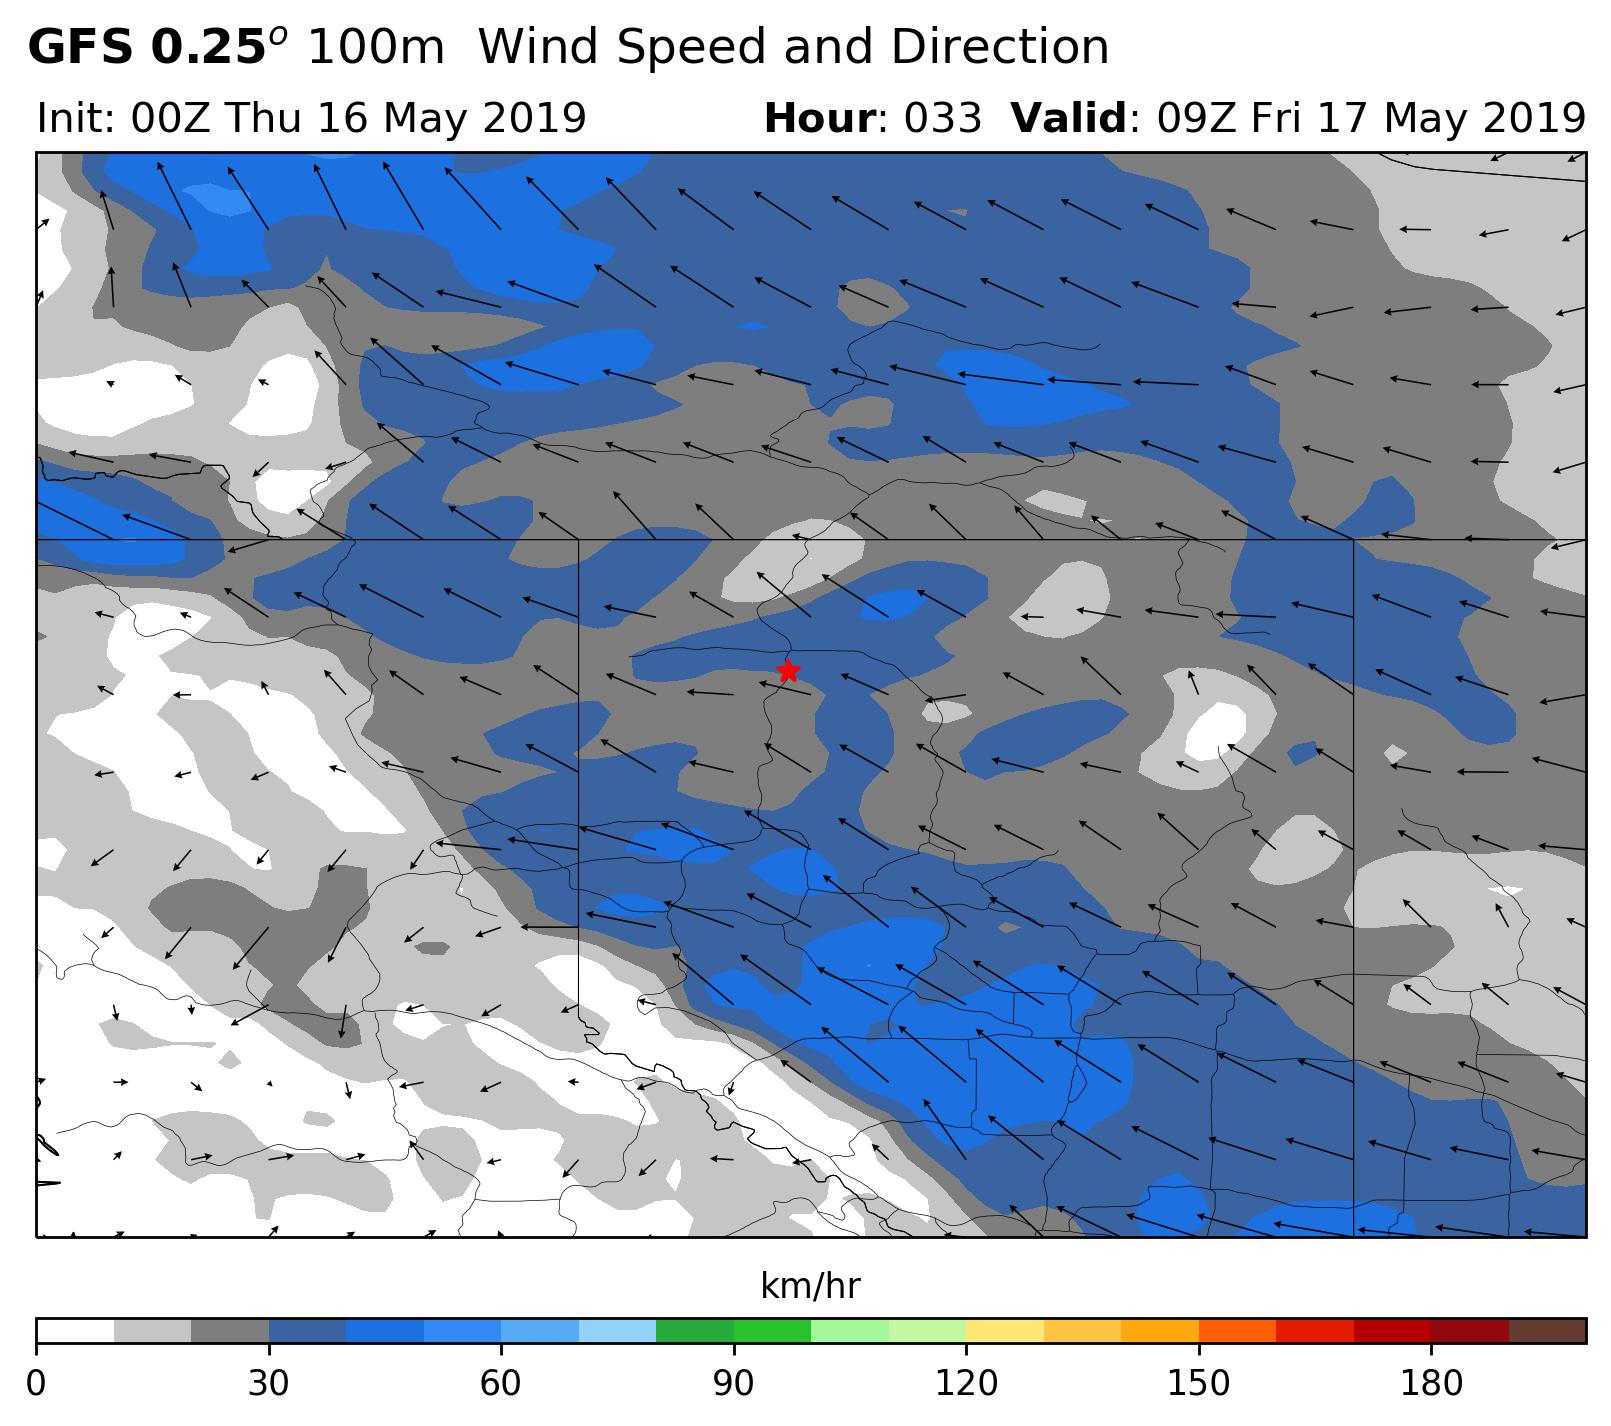 GFS 0.25° 100m  Wind Speed and Direction
Init: 00Z Thu 16 May 2019 Hour: 033 Valid: 09Z Fri 17 May 2019
km/hr
0 30 60 90 120 150 180